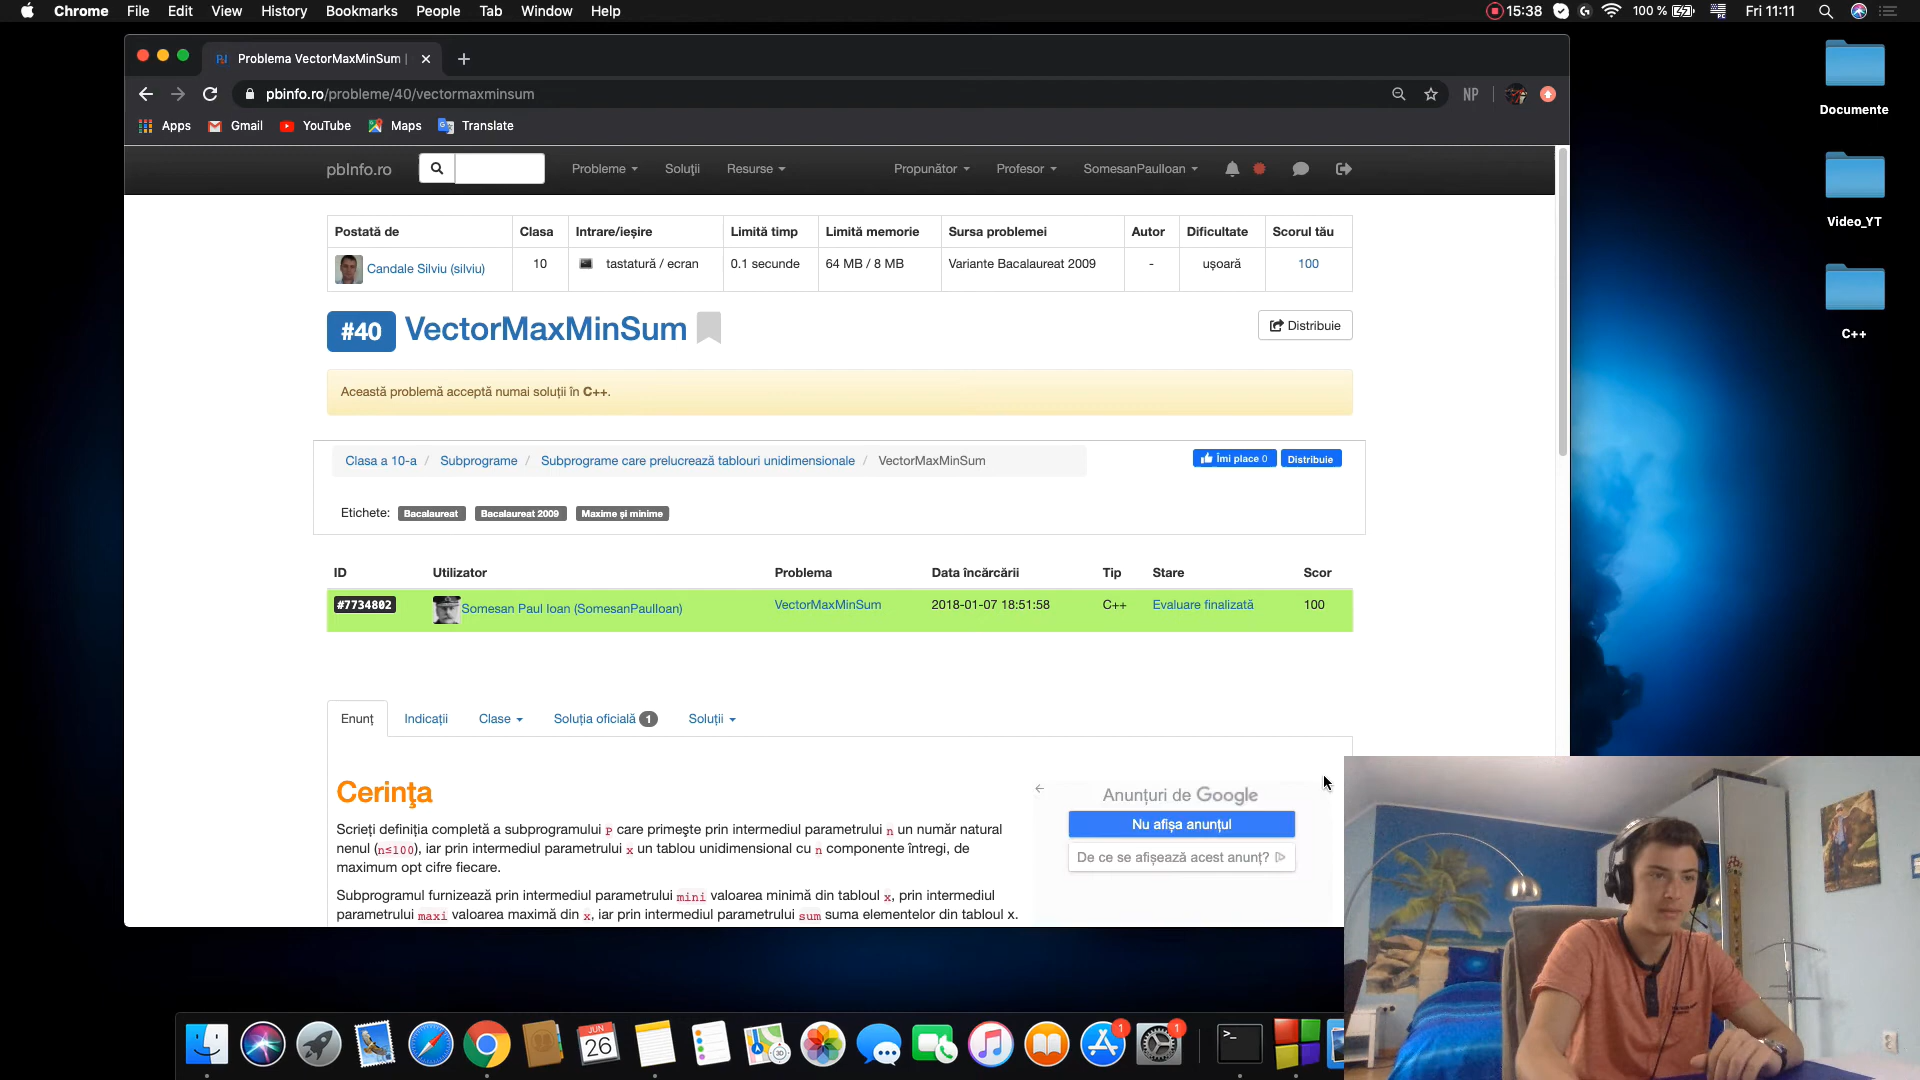 Chrome File Edit View History Bookmarks People Tab Window Help 15:38 100 % Fri 11:11
Problema VectorMaxMinSum |
pbinfo.ro/probleme/40/vectormaxminsum NP
Apps Gmail YouTube Maps Translate
pbInfo.ro Probleme Soluţii Resurse Propunător Profesor SomesanPaulIoan
Postată de Clasa Intrare/ieșire Limită timp Limită memorie Sursa problemei Autor Dificultate Scorul tău
Candale Silviu (silviu) 10 tastatură / ecran 0.1 secunde 64 MB / 8 MB Variante Bacalaureat 2009 - ușoară 100
#40 VectorMaxMinSum Distribuie
Această problemă acceptă numai soluții în C++.
Clasa a 10-a / Subprograme / Subprograme care prelucrează tablouri unidimensionale / VectorMaxMinSum Îmi place 0 Distribuie
Etichete: Bacalaureat Bacalaureat 2009 Maxime și minime
ID Utilizator Problema Data încărcării Tip Stare Scor
#7734802 Somesan Paul Ioan (SomesanPaulIoan) VectorMaxMinSum 2018-01-07 18:51:58 C++ Evaluare finalizată 100
Enunț Indicații Clase Soluția oficială 1 Soluții
Cerinţa
Scrieți definiția completă a subprogramului P care primeşte prin intermediul parametrului n un număr natural
nenul (n≤100), iar prin intermediul parametrului x un tablou unidimensional cu n componente întregi, de
maximum opt cifre fiecare.
Subprogramul furnizează prin intermediul parametrului mini valoarea minimă din tabloul x, prin intermediul
parametrului maxi valoarea maximă din x, iar prin intermediul parametrului sum suma elementelor din tabloul x.
Anunțuri de Google
Nu afișa anunțul
De ce se afișează acest anunț?
Documente
Video_YT
C++
JUN
26
3D
1
1
>_